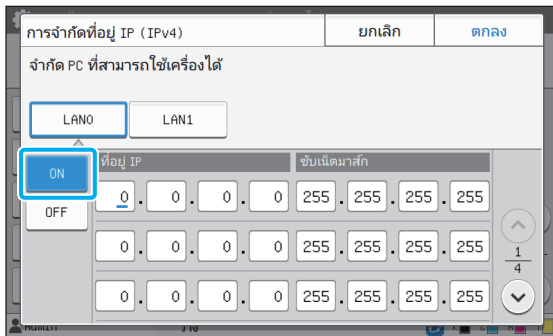 การจำกัดที่อยู่ IP (IPv4) ยกเลิก ตกลง
จำกัด PC ที่สามารถใช้เครื่องได้
LAN0 LAN1
ON
OFF
ที่อยู่ IP ซับเน็ตมาส์ก
0 . 0 . 0 . 0 255 . 255 . 255 . 255
0 . 0 . 0 . 0 255 . 255 . 255 . 255
0 . 0 . 0 . 0 255 . 255 . 255 . 255
1
4